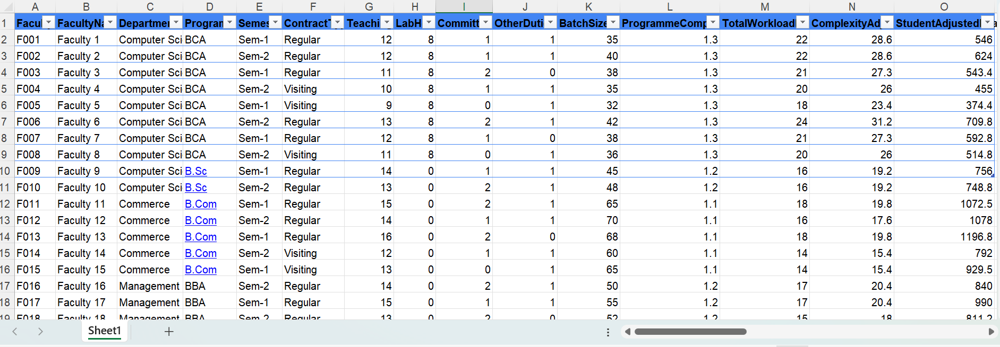 A B C D E F G H I J K L M N O
1 Facul FacultyNa Departmen Program Semes ContractT Teachi LabH Committ OtherDuti BatchSize ProgrammeComp TotalWorkload ComplexityAd StudentAdjusted
2 F001 Faculty 1 Computer Sci BCA Sem-1 Regular 12 8 1 1 35 1.3 22 28.6 546
3 F002 Faculty 2 Computer Sci BCA Sem-2 Regular 12 8 1 1 40 1.3 22 28.6 624
4 F003 Faculty 3 Computer Sci BCA Sem-1 Regular 11 8 2 0 38 1.3 21 27.3 543.4
5 F004 Faculty 4 Computer Sci BCA Sem-2 Visiting 10 8 1 1 35 1.3 20 26 455
6 F005 Faculty 5 Computer Sci BCA Sem-1 Visiting 9 8 0 1 32 1.3 18 23.4 374.4
7 F006 Faculty 6 Computer Sci BCA Sem-2 Regular 13 8 2 1 42 1.3 24 31.2 709.8
8 F007 Faculty 7 Computer Sci BCA Sem-1 Regular 12 8 1 0 38 1.3 21 27.3 592.8
9 F008 Faculty 8 Computer Sci BCA Sem-2 Visiting 11 8 0 1 36 1.3 20 26 514.8
10 F009 Faculty 9 Computer Sci B.Sc Sem-1 Regular 14 0 1 1 45 1.2 16 19.2 756
11 F010 Faculty 10 Computer Sci B.Sc Sem-2 Regular 13 0 2 1 48 1.2 16 19.2 748.8
12 F011 Faculty 11 Commerce B.Com Sem-1 Regular 15 0 2 1 65 1.1 18 19.8 1072.5
13 F012 Faculty 12 Commerce B.Com Sem-2 Regular 14 0 1 1 70 1.1 16 17.6 1078
14 F013 Faculty 13 Commerce B.Com Sem-1 Regular 16 0 2 0 68 1.1 18 19.8 1196.8
15 F014 Faculty 14 Commerce B.Com Sem-2 Visiting 12 0 1 1 60 1.1 14 15.4 792
16 F015 Faculty 15 Commerce B.Com Sem-1 Visiting 13 0 0 1 65 1.1 14 15.4 929.5
17 F016 Faculty 16 Management BBA Sem-2 Regular 14 0 2 1 50 1.2 17 20.4 840
18 F017 Faculty 17 Management BBA Sem-1 Regular 15 0 1 1 55 1.2 17 20.4 990
19 F018 Faculty 18 Management BBA Sem-2 Regular 13 0 2 0 52 1.2 15 18 811.2
Sheet1